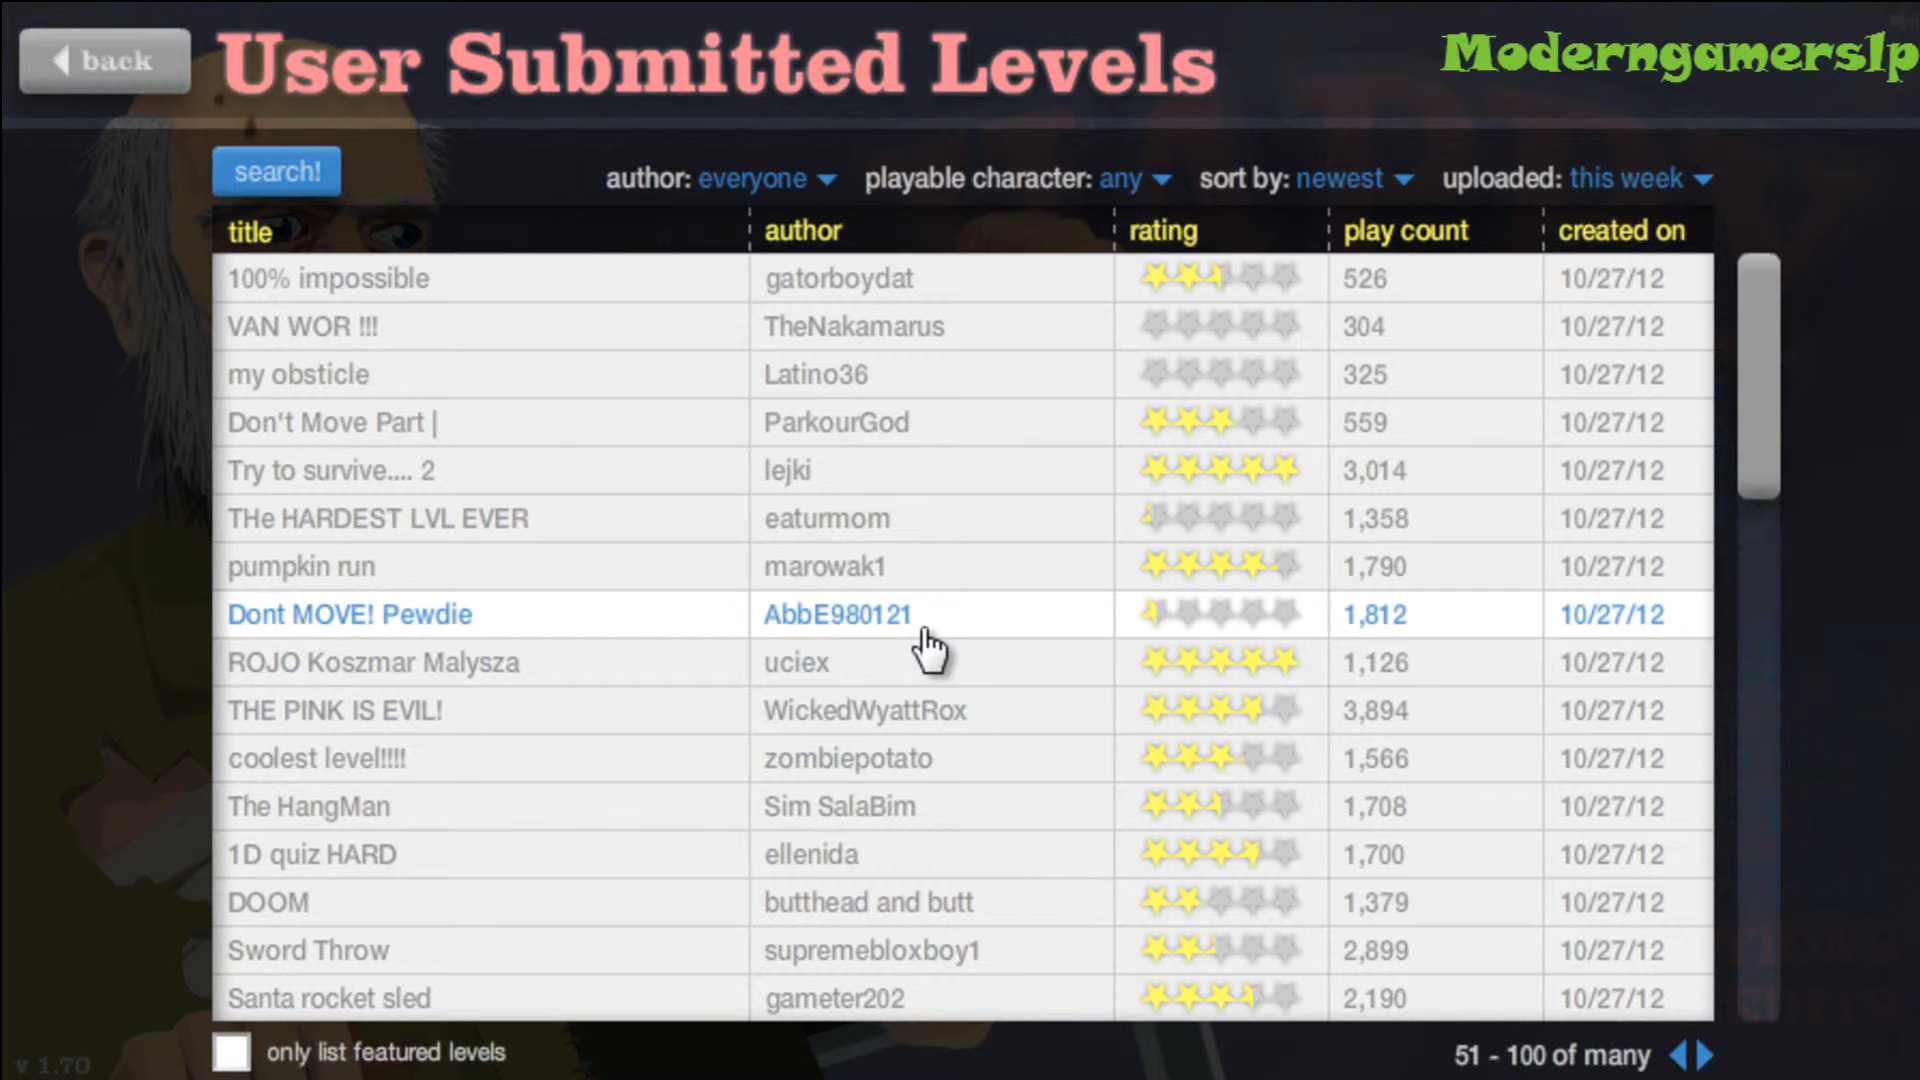 back
User Submitted Levels
Moderngamerslp
search!
author: everyone playable character: any sort by: newest uploaded: this week
title author rating play count created on
100% impossible gatorboydat 526 10/27/12
VAN WOR !!! TheNakamarus 304 10/27/12
my obsticle Latino36 325 10/27/12
Don't Move Part | ParkourGod 559 10/27/12
Try to survive.... 2 lejki 3,014 10/27/12
THe HARDEST LVL EVER eaturmom 1,358 10/27/12
pumpkin run marowak1 1,790 10/27/12
Dont MOVE! Pewdie AbbE980121 1,812 10/27/12
ROJO Koszmar Malysza uciex 1,126 10/27/12
THE PINK IS EVIL! WickedWyattRox 3,894 10/27/12
coolest level!!!! zombiepotato 1,566 10/27/12
The HangMan Sim SalaBim 1,708 10/27/12
1D quiz HARD ellenida 1,700 10/27/12
DOOM butthead and butt 1,379 10/27/12
Sword Throw supremebloxboy1 2,899 10/27/12
Santa rocket sled gameter202 2,190 10/27/12
only list featured levels
51 - 100 of many
v 1.70